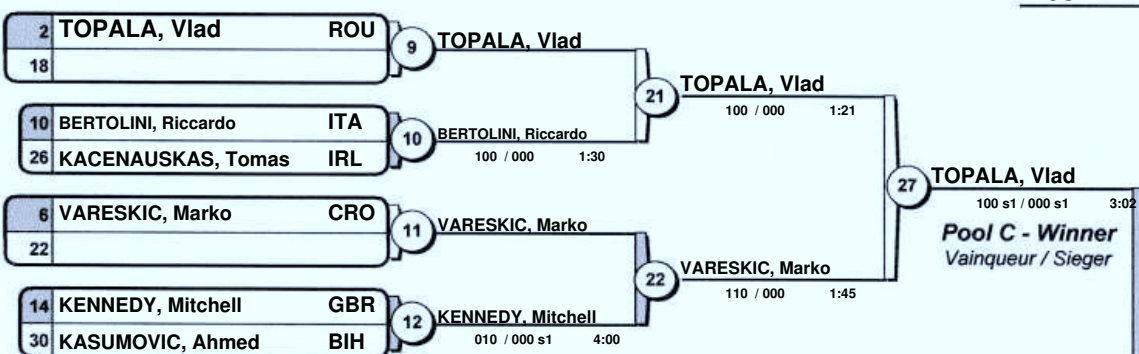 2 TOPALA, Vlad ROU
18
9 TOPALA, Vlad
10 BERTOLINI, Riccardo ITA
26 KACENAUSKAS, Tomas IRL
10 BERTOLINI, Riccardo
100 / 000 1:30
21 TOPALA, Vlad
100 / 000 1:21
6 VARESKIC, Marko CRO
22
11 VARESKIC, Marko
14 KENNEDY, Mitchell GBR
30 KASUMOVIC, Ahmed BIH
12 KENNEDY, Mitchell
010 / 000 s1 4:00
22 VARESKIC, Marko
110 / 000 1:45
27 TOPALA, Vlad
100 s1 / 000 s1 3:02
Pool C - Winner
Vainqueur / Sieger